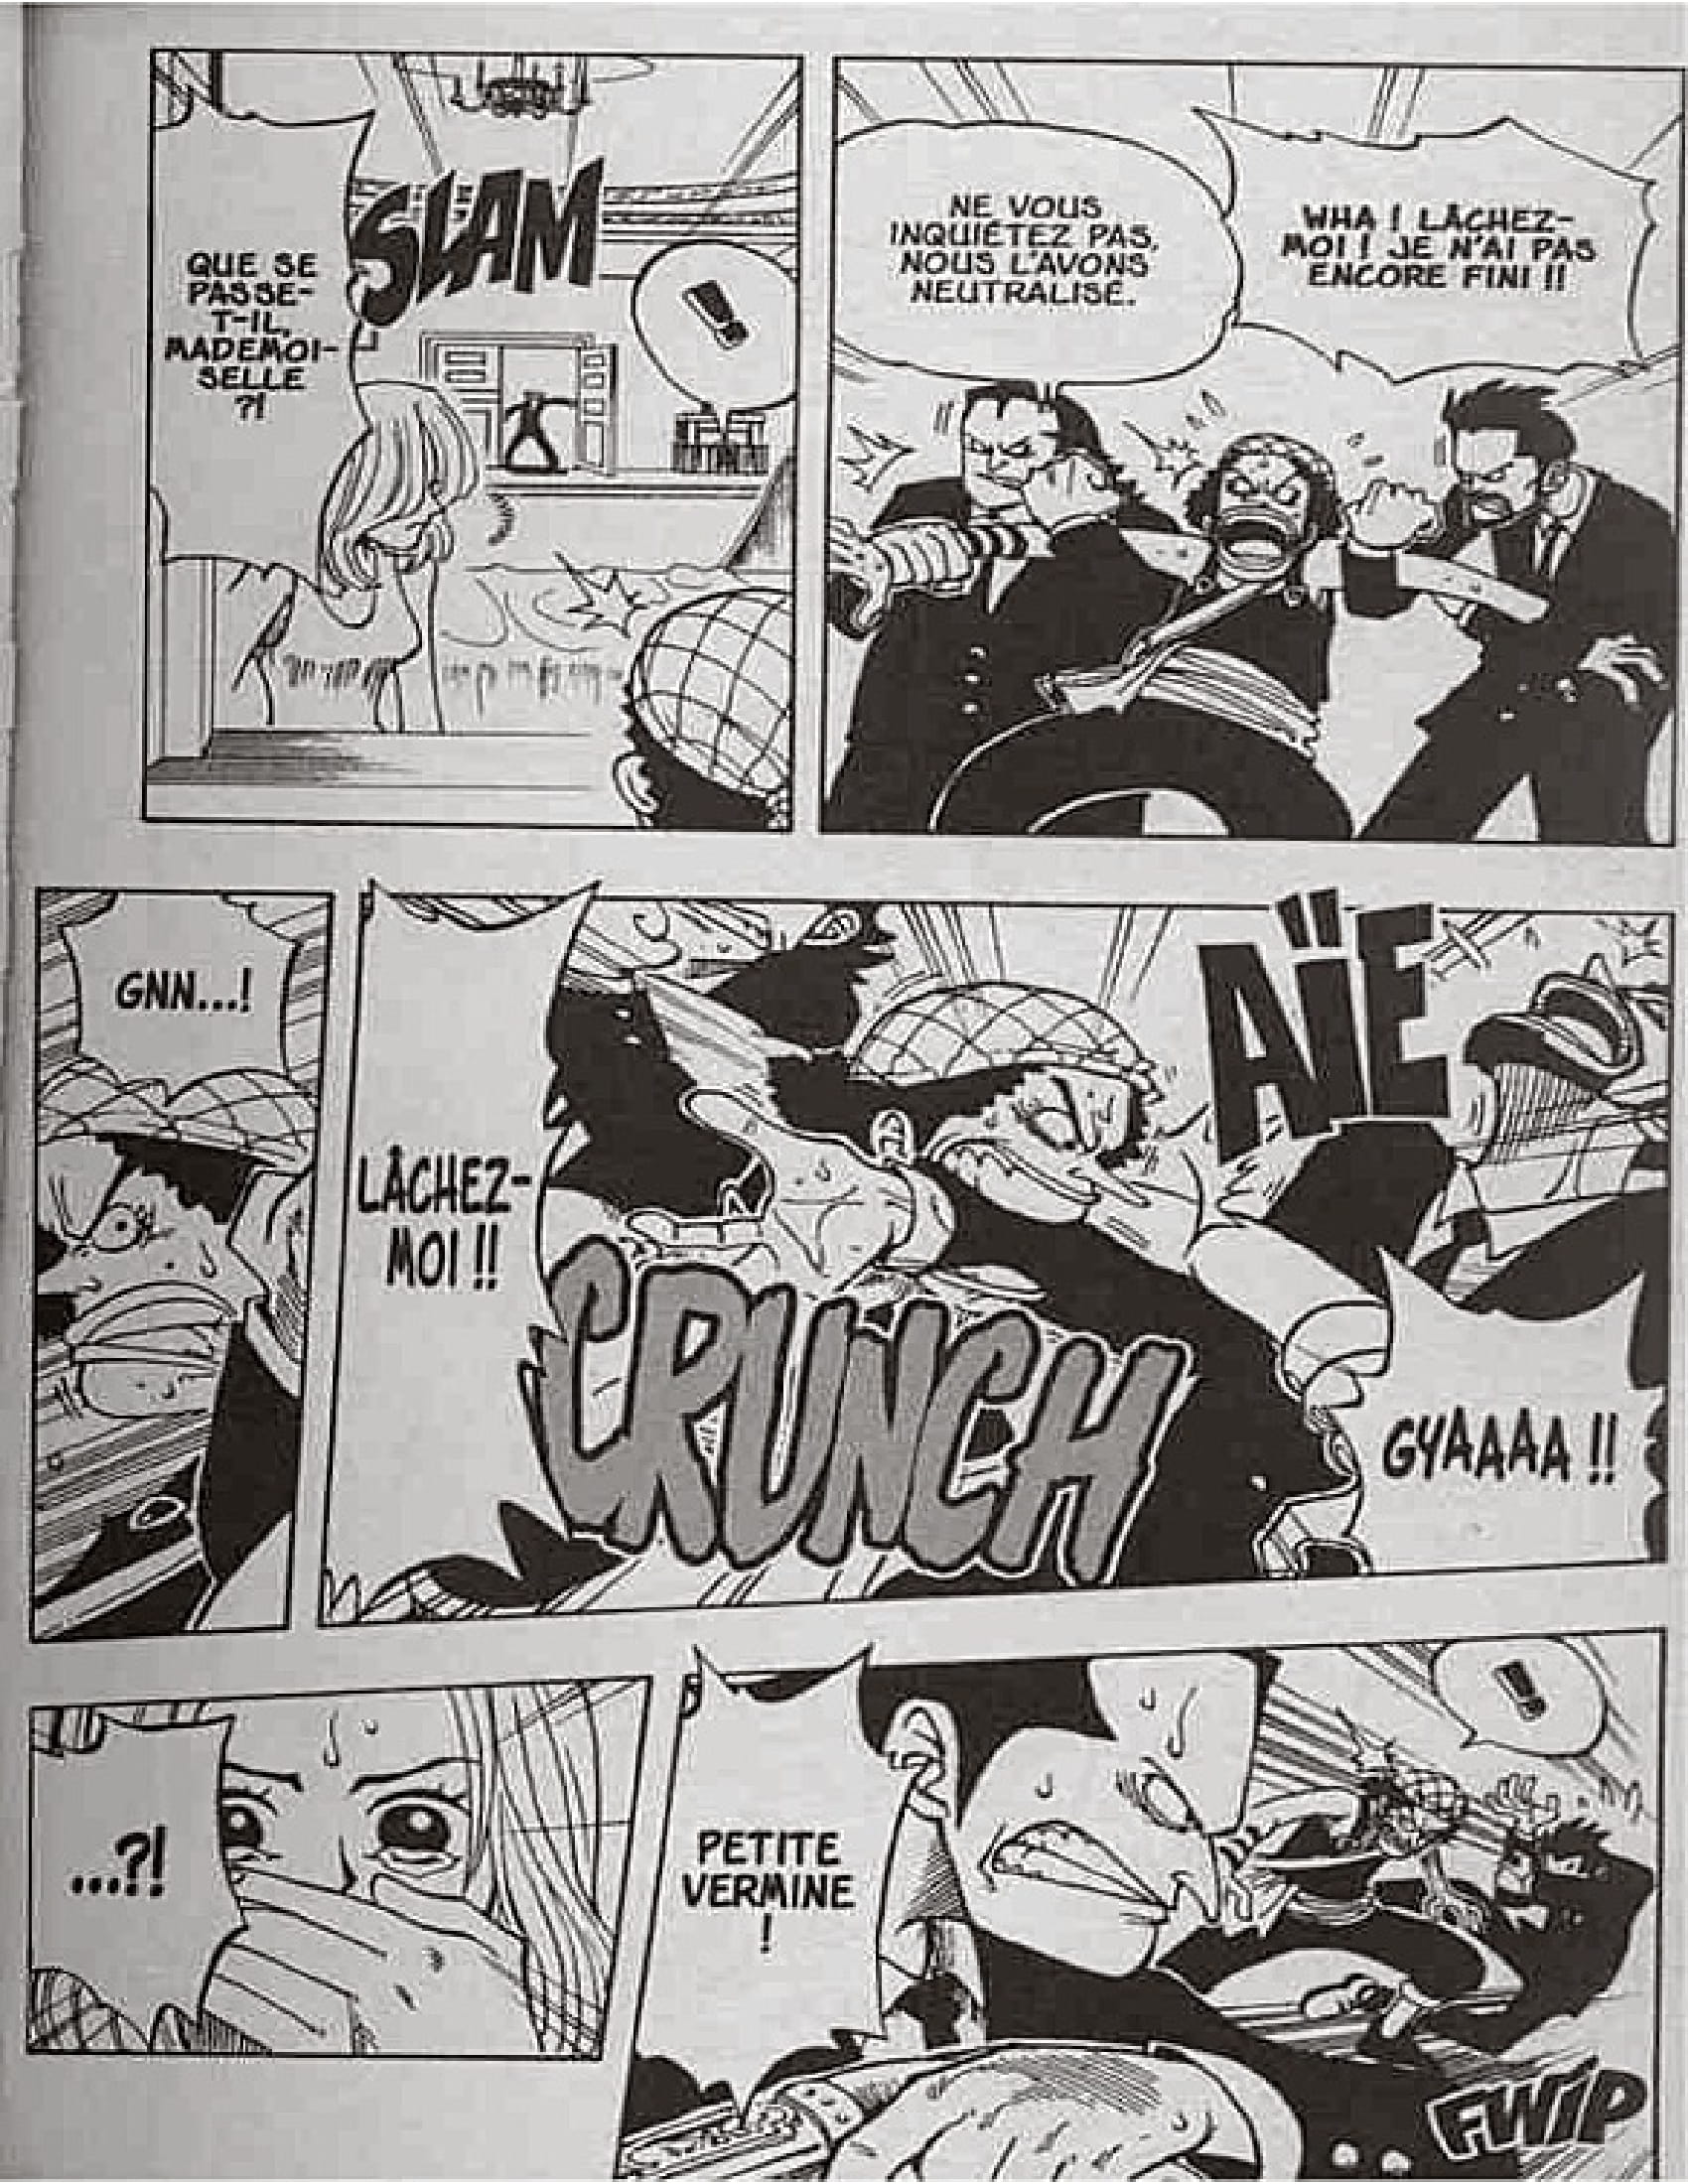 WHA ! LÂCHEZ-
MOI ! JE N'AI PAS
ENCORE FINI !!
NE VOUS
INQUIÉTEZ PAS,
NOUS L'AVONS
NEUTRALISÉ.
!
SLAM
QUE SE
PASSE-
T-IL,
MADEMOI-
SELLE
?!
AÏE
GYAAAA !!
CRUNCH
LÂCHEZ-
MOI !!
GNN...!
!
PETITE
VERMINE
!
FWIP
...?!